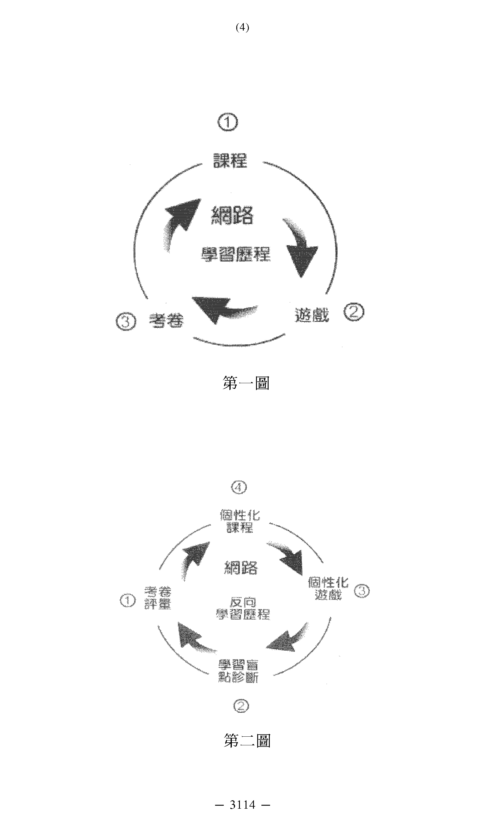 (4)
①
課程
網路
學習歷程
③ 考卷
遊戲 ②
第一圖
④
個性化
課程
網路
① 考卷
評量
個性化
遊戲 ③
反向
學習歷程
學習盲
點診斷
②
第二圖
— 3114 —